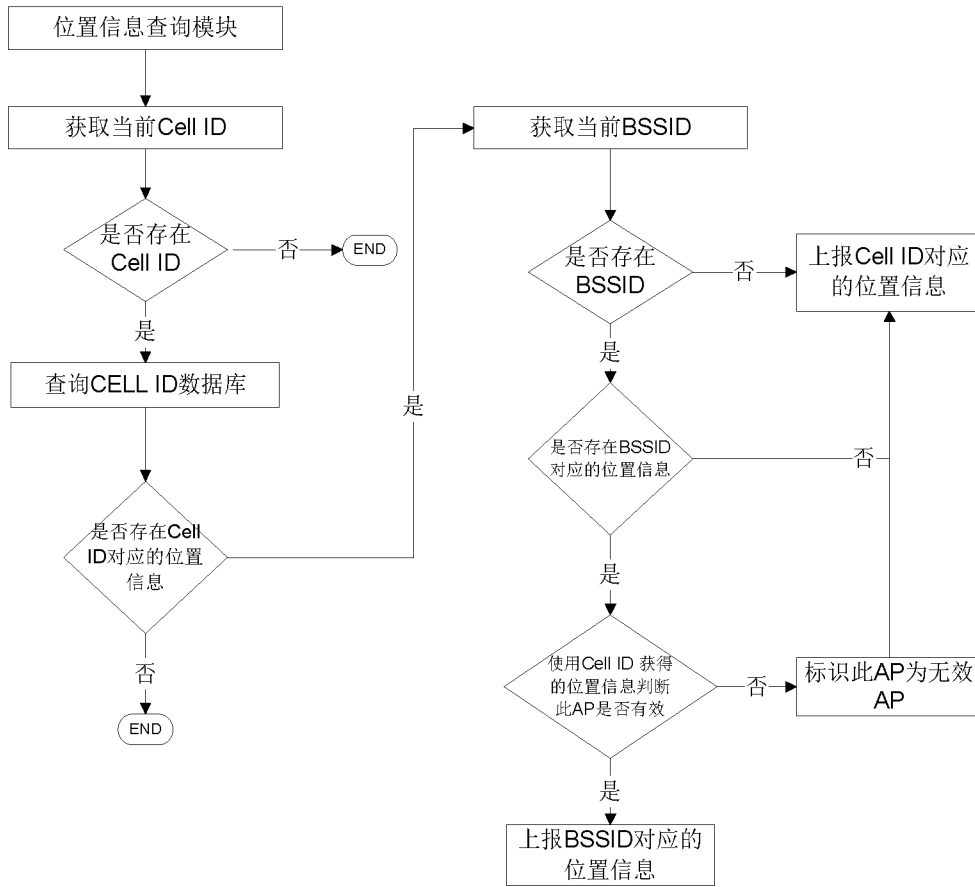 位置信息查询模块
获取当前Cell ID
是否存在
Cell ID
否
END
是
查询CELL ID数据库
是否存在Cell
ID对应的位置
信息
否
END
是
获取当前BSSID
是否存在
BSSID
否
上报Cell ID对应
的位置信息
是
是否存在BSSID
对应的位置信息
否
是
使用Cell ID 获得
的位置信息判断
此AP是否有效
否
标识此AP为无效
AP
是
上报BSSID对应的
位置信息